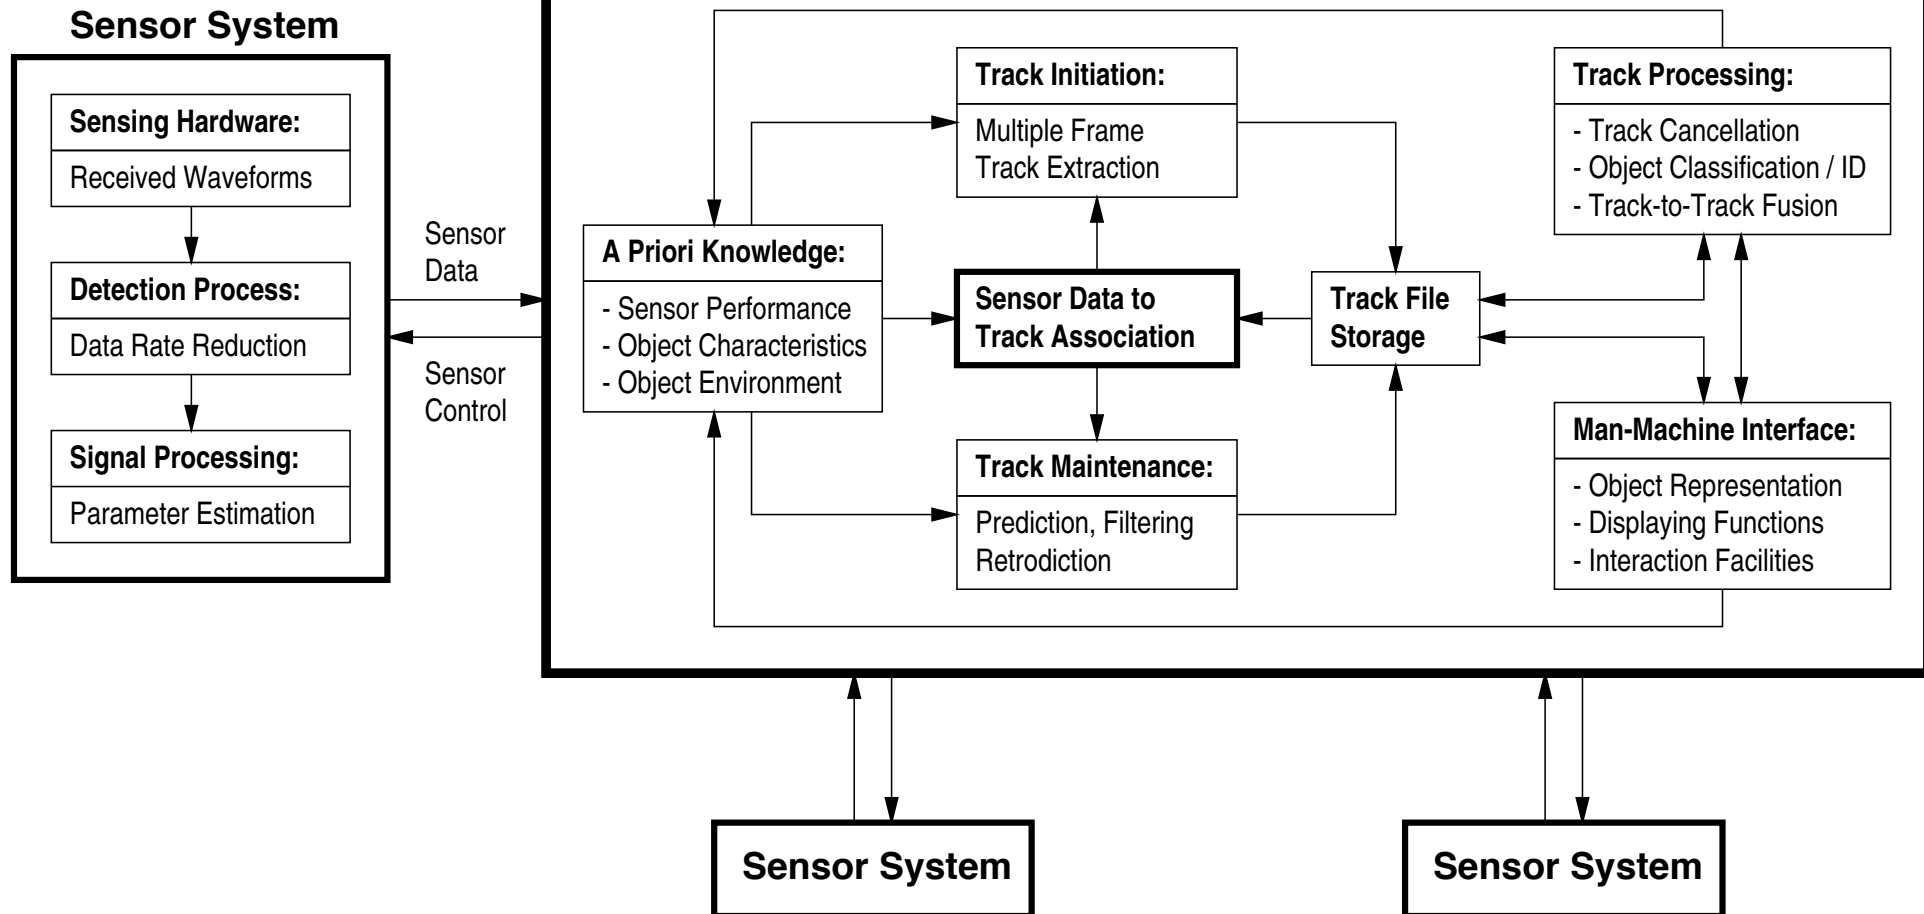 Sensor System
Sensing Hardware:
Received Waveforms
Detection Process:
Data Rate Reduction
Signal Processing:
Parameter Estimation
Sensor
Data
Sensor
Control
A Priori Knowledge:
- Sensor Performance
- Object Characteristics
- Object Environment
Track Initiation:
Multiple Frame
Track Extraction
Sensor Data to
Track Association
Track Maintenance:
Prediction, Filtering
Retrodiction
Track File
Storage
Track Processing:
- Track Cancellation
- Object Classification / ID
- Track-to-Track Fusion
Man-Machine Interface:
- Object Representation
- Displaying Functions
- Interaction Facilities
Sensor System
Sensor System